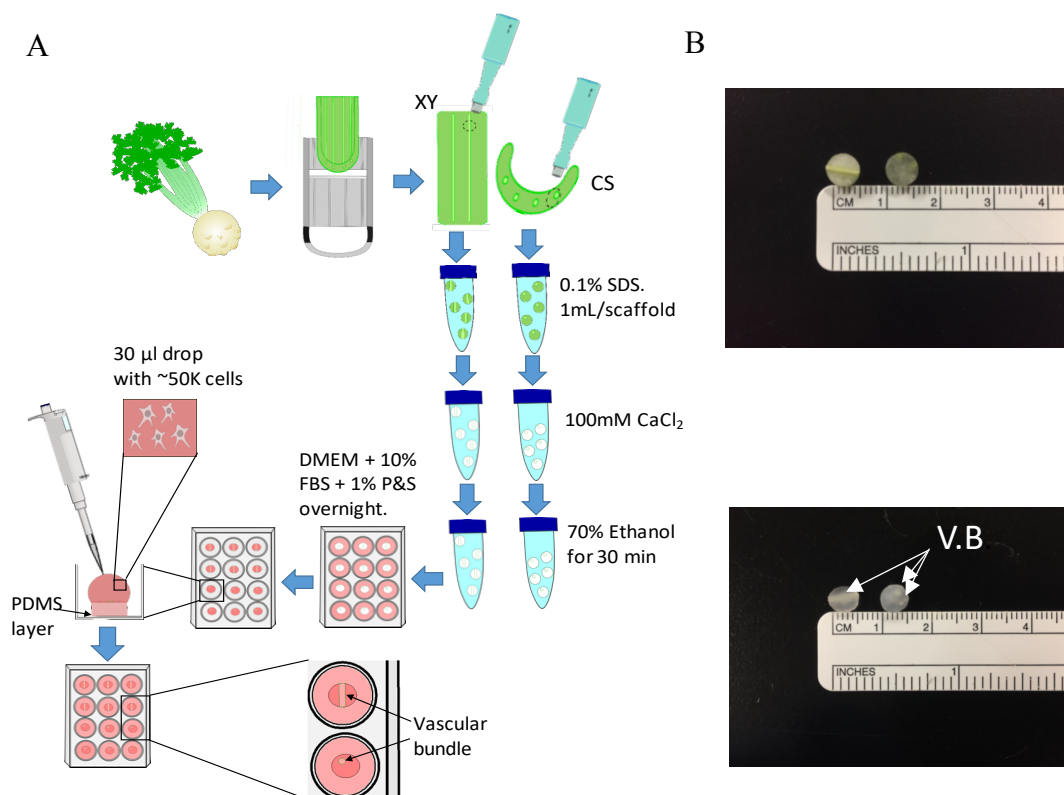 A
B
XY
CS
0.1% SDS.
1mL/scaffold
30 µl drop
with ~50K cells
100mM CaCl₂
DMEM + 10%
FBS + 1% P&S
overnight.
70% Ethanol
for 30 min
PDMS
layer
Vascular
bundle
CM 1 2 3 4
INCHES 1
V.B
CM 1 2 3 4
INCHES 1